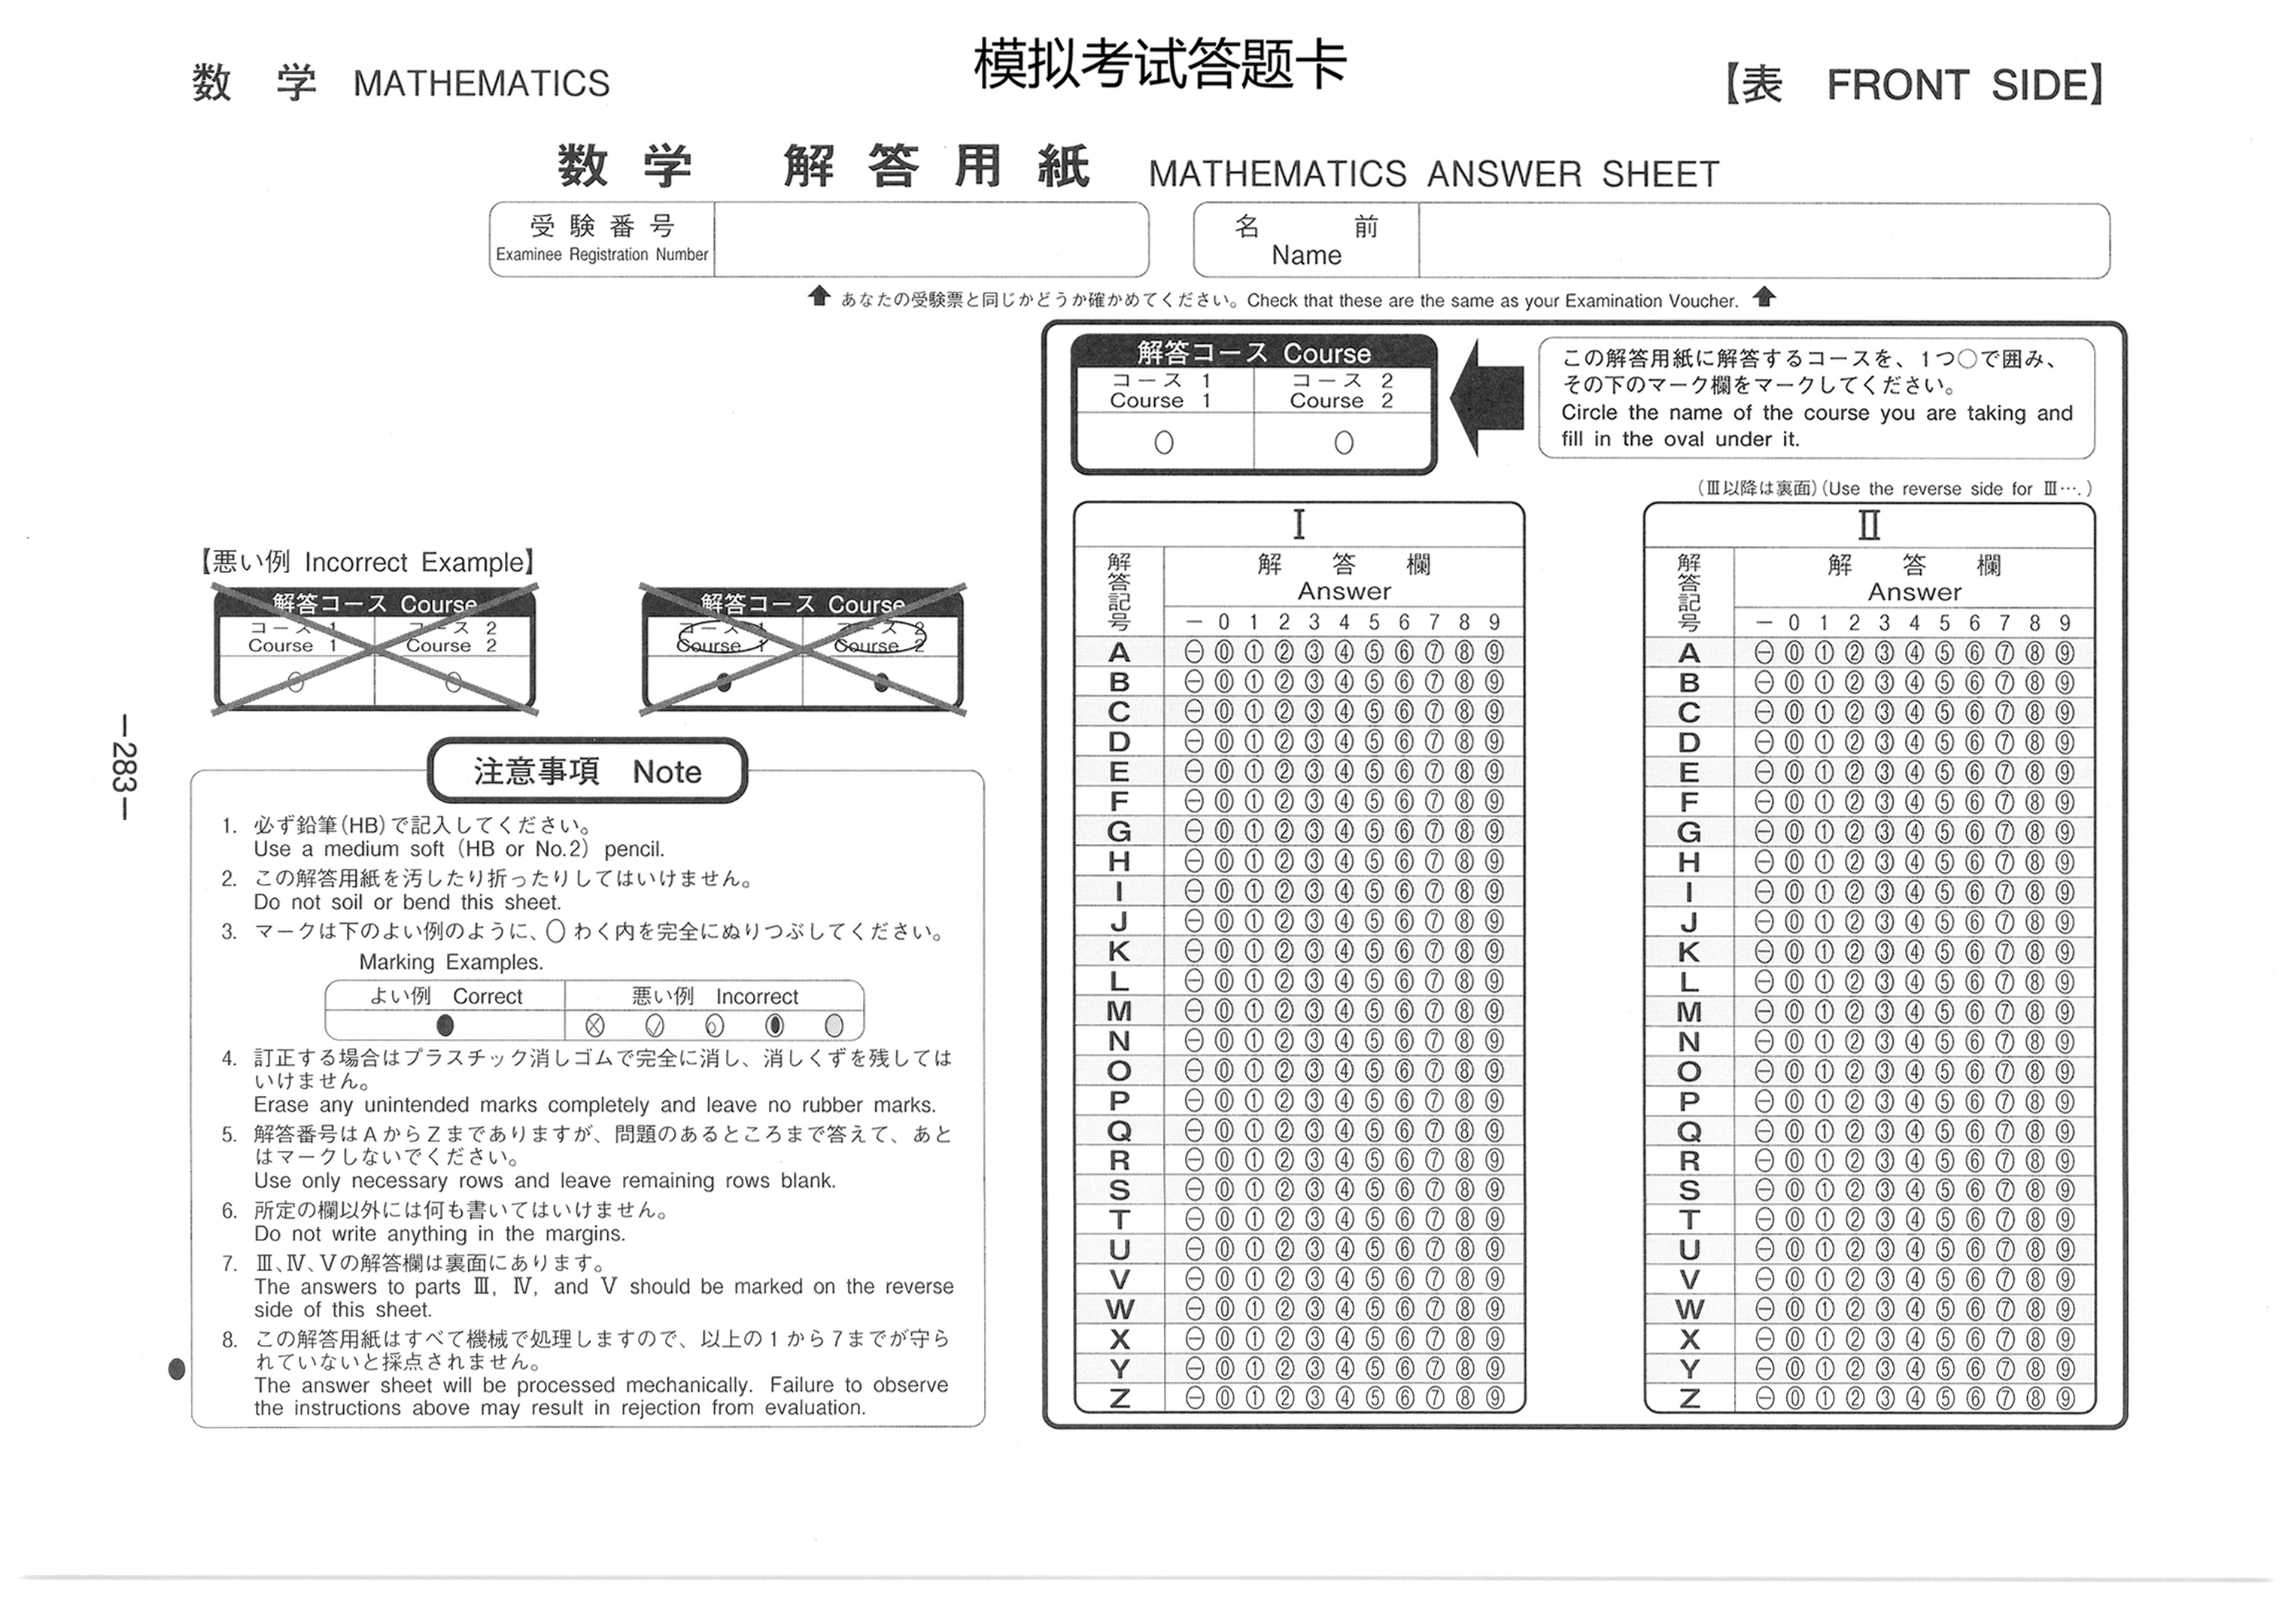 模拟考试答题卡
数 学 MATHEMATICS
【表 FRONT SIDE】
数 学 解 答 用 紙 MATHEMATICS ANSWER SHEET
受 験 番 号
Examinee Registration Number
名 前
Name
あなたの受験票と同じかどうか確かめてください。Check that these are the same as your Examination Voucher.
解答コース Course
コース 1 コース 2
Course 1 Course 2
この解答用紙に解答するコースを、1つ○で囲み、
その下のマーク欄をマークしてください。
Circle the name of the course you are taking and
fill in the oval under it.
(Ⅲ以降は裏面)(Use the reverse side for Ⅲ….)
【悪い例 Incorrect Example】
解答コース Course
コース 1 コース 2
Course 1 Course 2
解答コース Course
コース 1 コース 2
Course 1 Course 2
注意事項 Note
1. 必ず鉛筆(HB)で記入してください。
Use a medium soft (HB or No.2) pencil.
2. この解答用紙を汚したり折ったりしてはいけません。
Do not soil or bend this sheet.
3. マークは下のよい例のように、○わく内を完全にぬりつぶしてください。
Marking Examples.
よい例 Correct 悪い例 Incorrect
4. 訂正する場合はプラスチック消しゴムで完全に消し、消しくずを残しては
いけません。
Erase any unintended marks completely and leave no rubber marks.
5. 解答番号はAからZまでありますが、問題のあるところまで答えて、あと
はマークしないでください。
Use only necessary rows and leave remaining rows blank.
6. 所定の欄以外には何も書いてはいけません。
Do not write anything in the margins.
7. Ⅲ、Ⅳ、Ⅴの解答欄は裏面にあります。
The answers to parts Ⅲ, Ⅳ, and Ⅴ should be marked on the reverse
side of this sheet.
8. この解答用紙はすべて機械で処理しますので、以上の1から7までが守ら
れていないと採点されません。
The answer sheet will be processed mechanically. Failure to observe
the instructions above may result in rejection from evaluation.
—283—
Ⅰ
解答記号
解 答 欄
Answer
− 0 1 2 3 4 5 6 7 8 9
A − 0 1 2 3 4 5 6 7 8 9
B − 0 1 2 3 4 5 6 7 8 9
C − 0 1 2 3 4 5 6 7 8 9
D − 0 1 2 3 4 5 6 7 8 9
E − 0 1 2 3 4 5 6 7 8 9
F − 0 1 2 3 4 5 6 7 8 9
G − 0 1 2 3 4 5 6 7 8 9
H − 0 1 2 3 4 5 6 7 8 9
I − 0 1 2 3 4 5 6 7 8 9
J − 0 1 2 3 4 5 6 7 8 9
K − 0 1 2 3 4 5 6 7 8 9
L − 0 1 2 3 4 5 6 7 8 9
M − 0 1 2 3 4 5 6 7 8 9
N − 0 1 2 3 4 5 6 7 8 9
O − 0 1 2 3 4 5 6 7 8 9
P − 0 1 2 3 4 5 6 7 8 9
Q − 0 1 2 3 4 5 6 7 8 9
R − 0 1 2 3 4 5 6 7 8 9
S − 0 1 2 3 4 5 6 7 8 9
T − 0 1 2 3 4 5 6 7 8 9
U − 0 1 2 3 4 5 6 7 8 9
V − 0 1 2 3 4 5 6 7 8 9
W − 0 1 2 3 4 5 6 7 8 9
X − 0 1 2 3 4 5 6 7 8 9
Y − 0 1 2 3 4 5 6 7 8 9
Z − 0 1 2 3 4 5 6 7 8 9
Ⅱ
解答記号
解 答 欄
Answer
− 0 1 2 3 4 5 6 7 8 9
A − 0 1 2 3 4 5 6 7 8 9
B − 0 1 2 3 4 5 6 7 8 9
C − 0 1 2 3 4 5 6 7 8 9
D − 0 1 2 3 4 5 6 7 8 9
E − 0 1 2 3 4 5 6 7 8 9
F − 0 1 2 3 4 5 6 7 8 9
G − 0 1 2 3 4 5 6 7 8 9
H − 0 1 2 3 4 5 6 7 8 9
I − 0 1 2 3 4 5 6 7 8 9
J − 0 1 2 3 4 5 6 7 8 9
K − 0 1 2 3 4 5 6 7 8 9
L − 0 1 2 3 4 5 6 7 8 9
M − 0 1 2 3 4 5 6 7 8 9
N − 0 1 2 3 4 5 6 7 8 9
O − 0 1 2 3 4 5 6 7 8 9
P − 0 1 2 3 4 5 6 7 8 9
Q − 0 1 2 3 4 5 6 7 8 9
R − 0 1 2 3 4 5 6 7 8 9
S − 0 1 2 3 4 5 6 7 8 9
T − 0 1 2 3 4 5 6 7 8 9
U − 0 1 2 3 4 5 6 7 8 9
V − 0 1 2 3 4 5 6 7 8 9
W − 0 1 2 3 4 5 6 7 8 9
X − 0 1 2 3 4 5 6 7 8 9
Y − 0 1 2 3 4 5 6 7 8 9
Z − 0 1 2 3 4 5 6 7 8 9